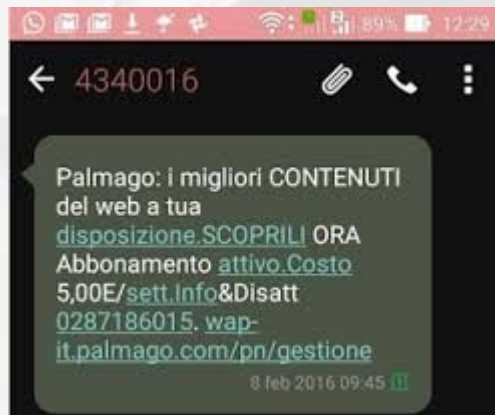 89% 12:29
4340016
Palmago: i migliori CONTENUTI
del web a tua
disposizione.SCOPRILI ORA
Abbonamento attivo.Costo
5,00E/sett.Info&Disatt
0287186015. wap-
it.palmago.com/pn/gestione
8 feb 2016 09:45